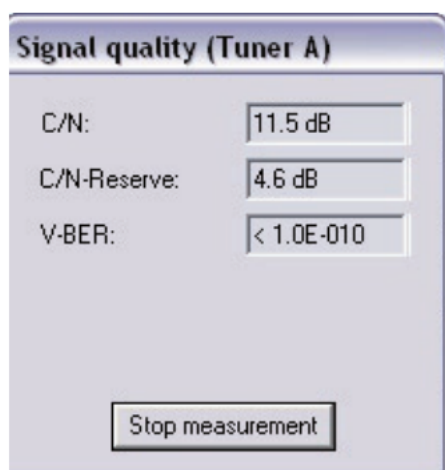 Signal quality (Tuner A)
C/N: 11.5 dB
C/N-Reserve: 4.6 dB
V-BER: < 1.0E-010
Stop measurement